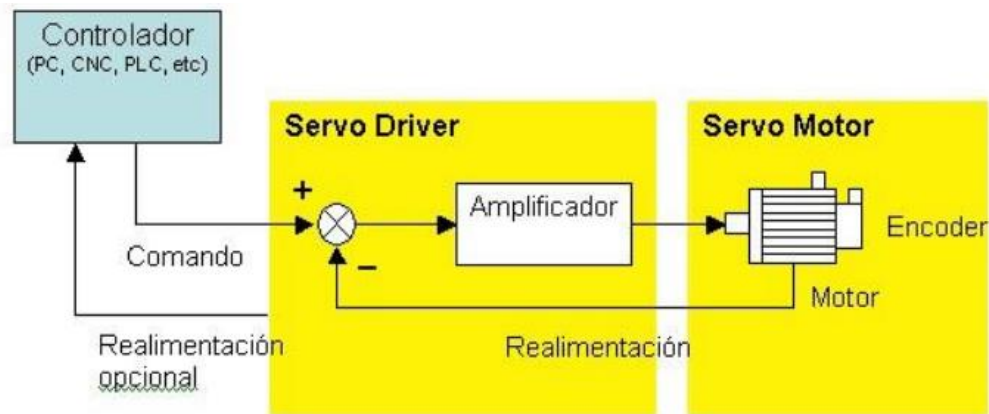 Controlador
(PC, CNC, PLC, etc)
Servo Driver
Servo Motor
+
Amplificador
Encoder
Comando
−
Motor
Realimentación
opcional
Realimentación